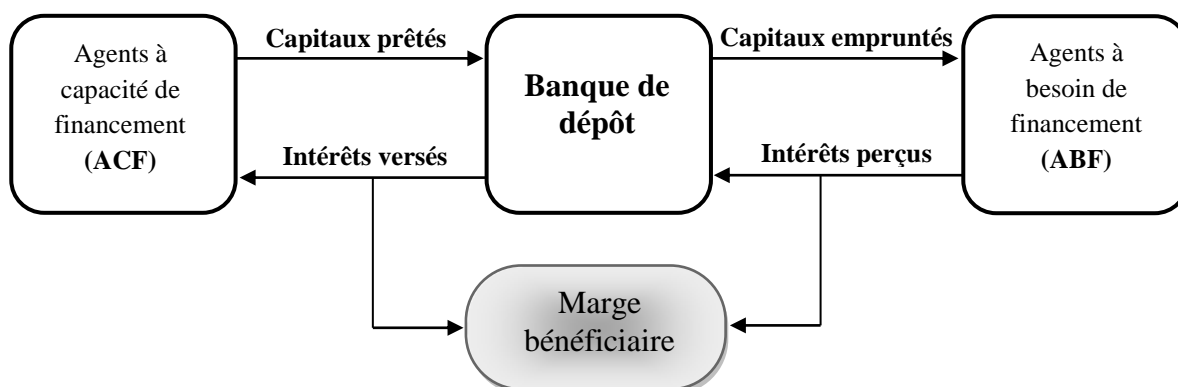 Agents à
capacité de
financement
(ACF)
Capitaux prêtés
Intérêts versés
Banque de
dépôt
Capitaux empruntés
Intérêts perçus
Agents à
besoin de
financement
(ABF)
Marge
bénéficiaire